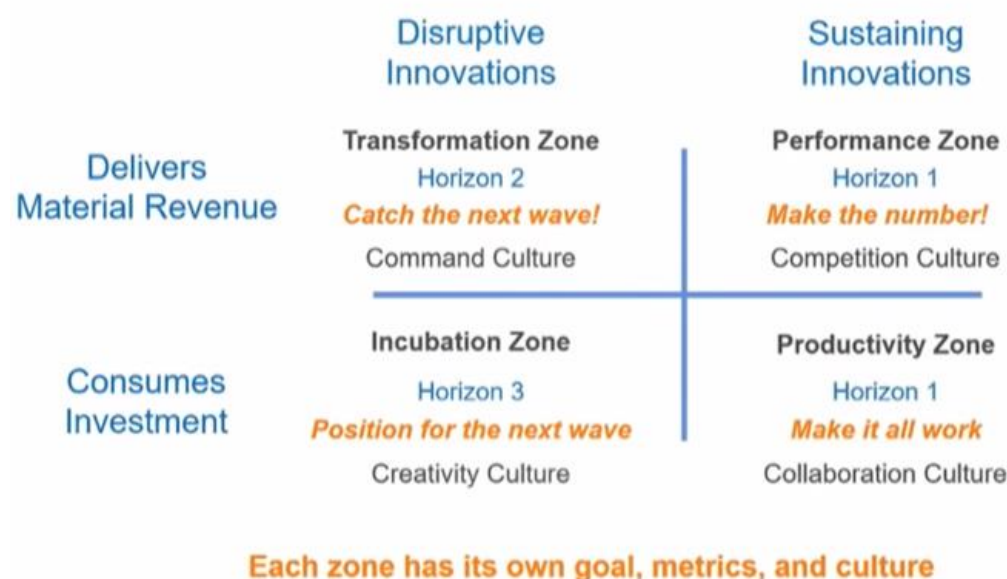 Disruptive
Innovations
Sustaining
Innovations
Delivers
Material Revenue
Transformation Zone
Horizon 2
Catch the next wave!
Command Culture
Performance Zone
Horizon 1
Make the number!
Competition Culture
Consumes
Investment
Incubation Zone
Horizon 3
Position for the next wave
Creativity Culture
Productivity Zone
Horizon 1
Make it all work
Collaboration Culture
Each zone has its own goal, metrics, and culture